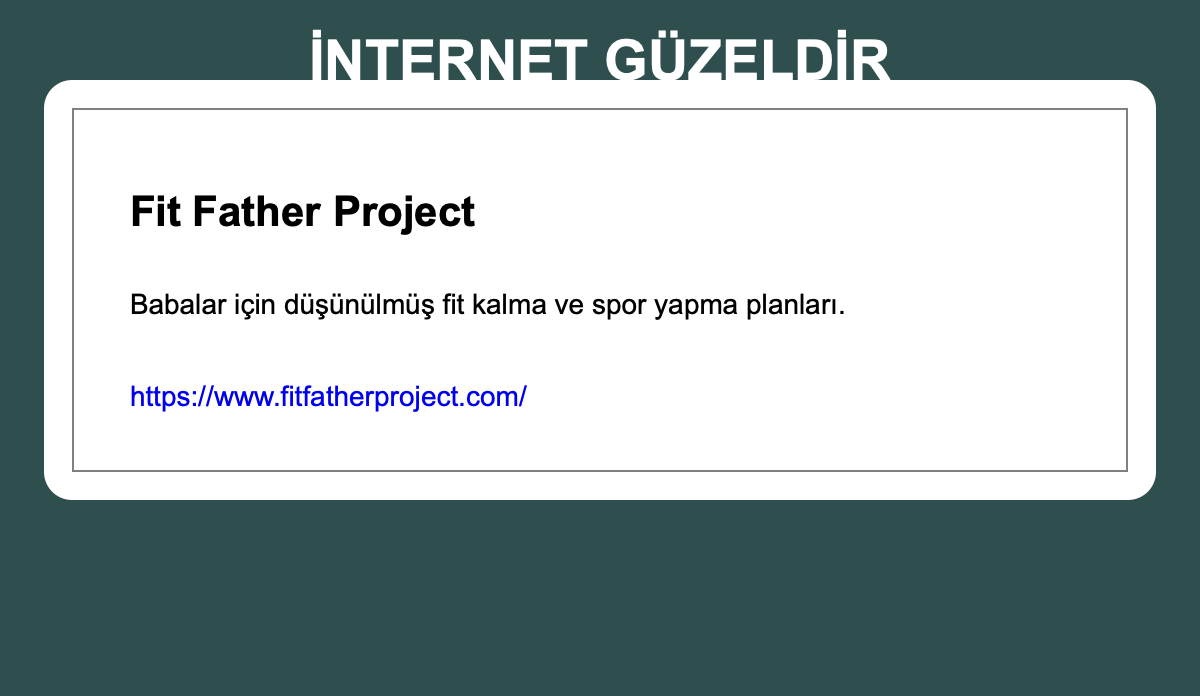 İNTERNET GÜZELDİR
Fit Father Project
Babalar için düşünülmüş fit kalma ve spor yapma planları.
https://www.fitfatherproject.com/